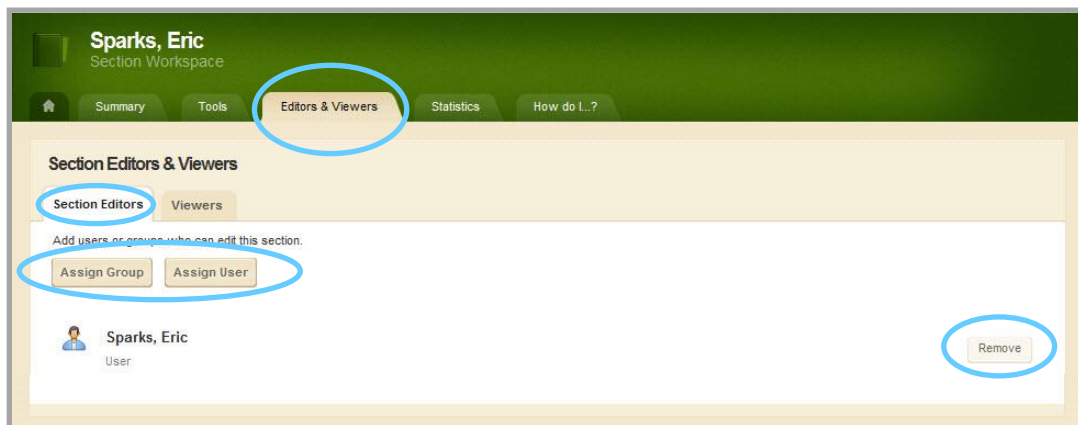 Sparks, Eric
Section Workspace
Summary Tools Editors & Viewers Statistics How do I...?
Section Editors & Viewers
Section Editors Viewers
Add users or groups who can edit this section.
Assign Group Assign User
Sparks, Eric
User
Remove